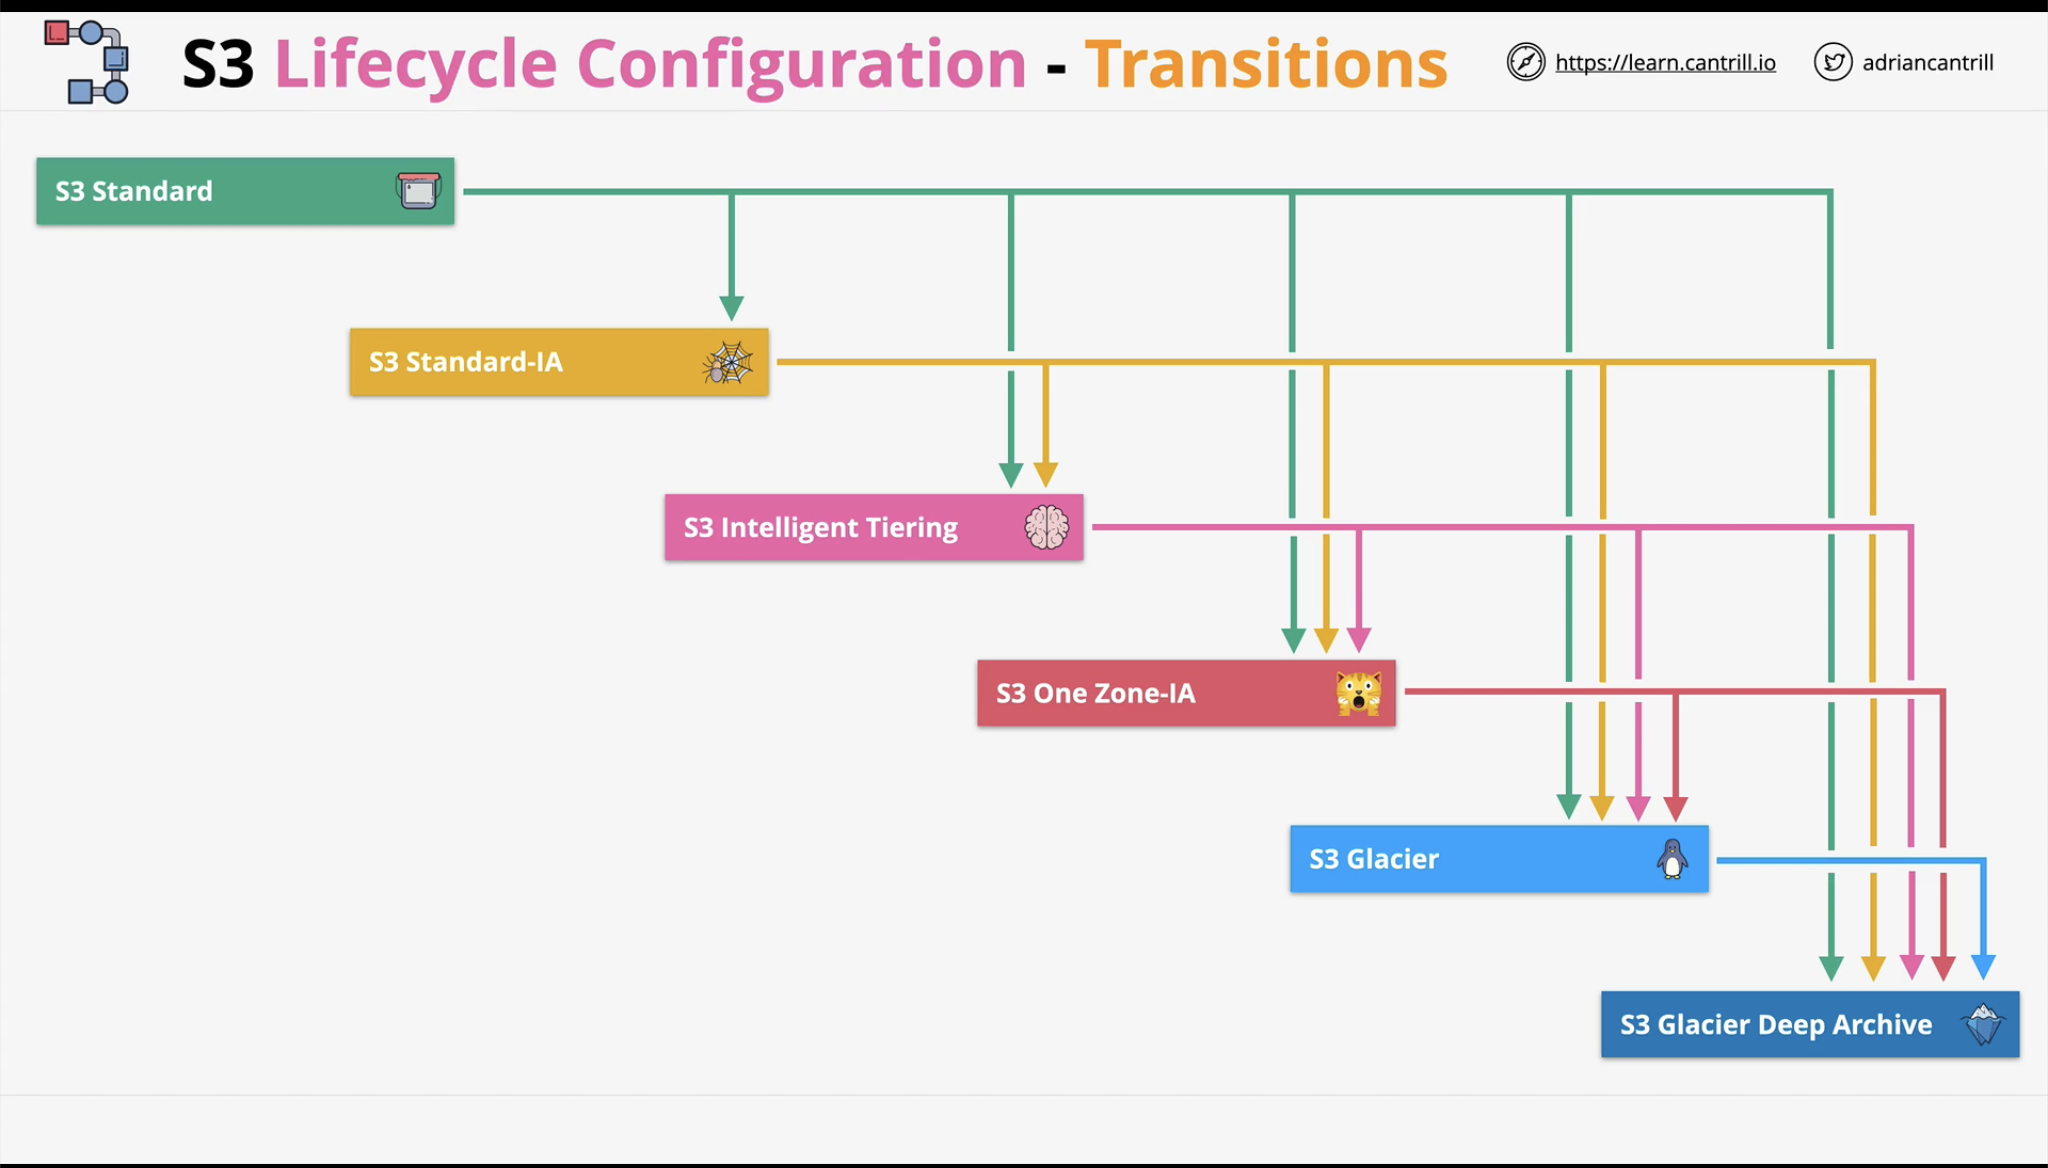 S3 Lifecycle Configuration - Transitions
https://learn.cantrill.io
adriancantrill
S3 Standard
S3 Standard-IA
S3 Intelligent Tiering
S3 One Zone-IA
S3 Glacier
S3 Glacier Deep Archive